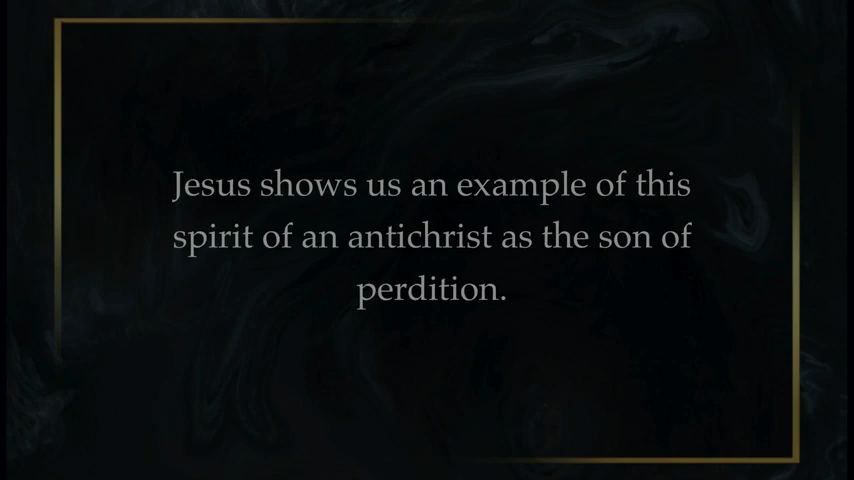 Jesus shows us an example of this
spirit of an antichrist as the son of
perdition.